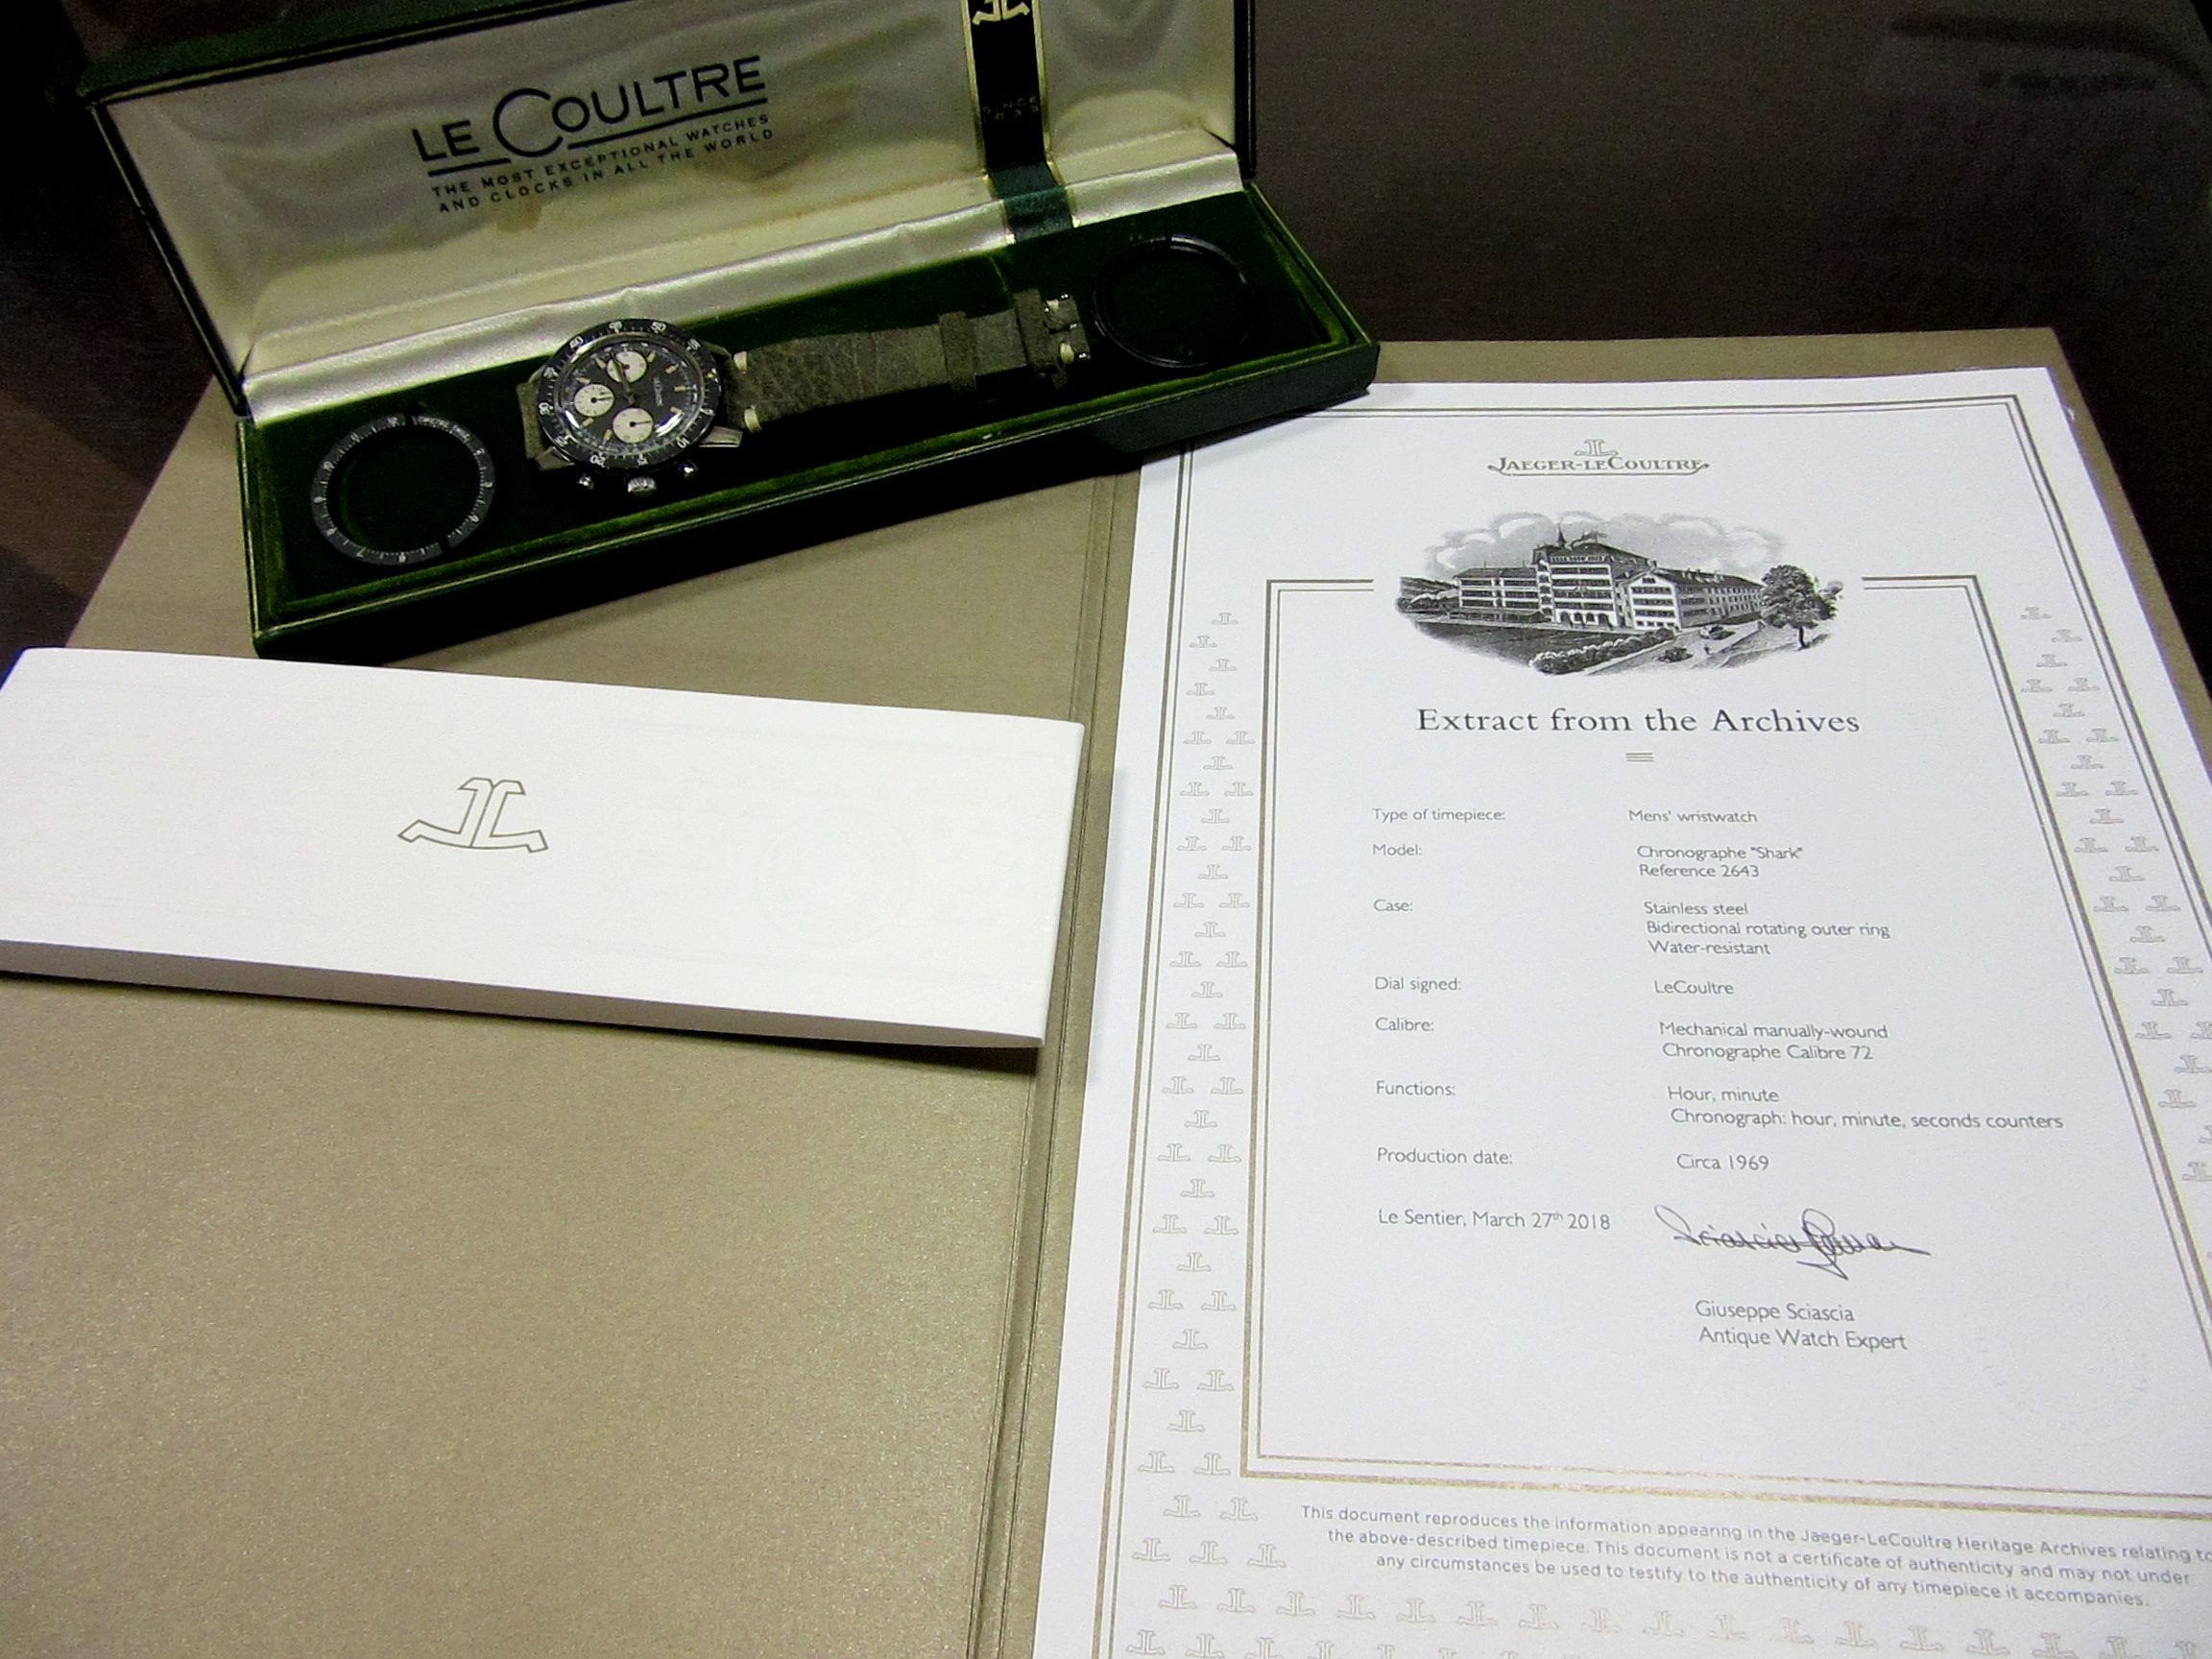 LE COULTRE
THE MOST EXCEPTIONAL WATCHES
AND CLOCKS IN ALL THE WORLD
SINCE
1833
JAEGER-LECOULTRE
Extract from the Archives
Type of timepiece: Mens' wristwatch
Model: Chronographe "Shark"
Reference 2643
Case: Stainless steel
Bidirectional rotating outer ring
Water-resistant
Dial signed: LeCoultre
Calibre: Mechanical manually-wound
Chronographe Calibre 72
Functions: Hour, minute
Chronograph: hour, minute, seconds counters
Production date: Circa 1969
Le Sentier, March 27th 2018
Giuseppe Sciascia
Antique Watch Expert
This document reproduces the information appearing in the Jaeger-LeCoultre Heritage Archives relating to
the above-described timepiece. This document is not a certificate of authenticity and may not under
any circumstances be used to testify to the authenticity of any timepiece it accompanies.